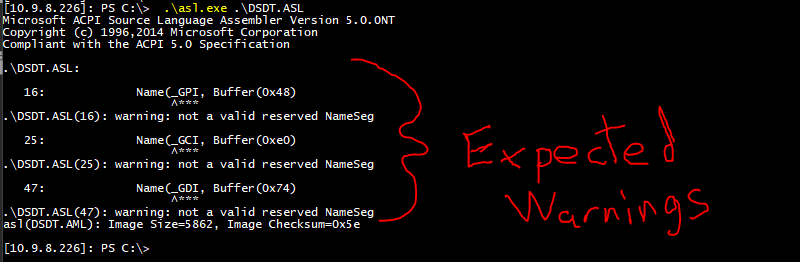 [10.9.8.226]: PS C:\> .\asl.exe .\DSDT.ASL
Microsoft ACPI Source Language Assembler Version 5.0.0NT
Copyright (c) 1996,2014 Microsoft Corporation
Compliant with the ACPI 5.0 Specification
.\DSDT.ASL:
16: Name(_GPI, Buffer(0x48)
^***
.\DSDT.ASL(16): warning: not a valid reserved NameSeg
25: Name(_GCI, Buffer(0xe0)
^***
.\DSDT.ASL(25): warning: not a valid reserved NameSeg
47: Name(_GDI, Buffer(0x74)
^***
.\DSDT.ASL(47): warning: not a valid reserved NameSeg
asl(DSDT.AML): Image Size=5862, Image Checksum=0x5e
[10.9.8.226]: PS C:\>
Expected
Warnings